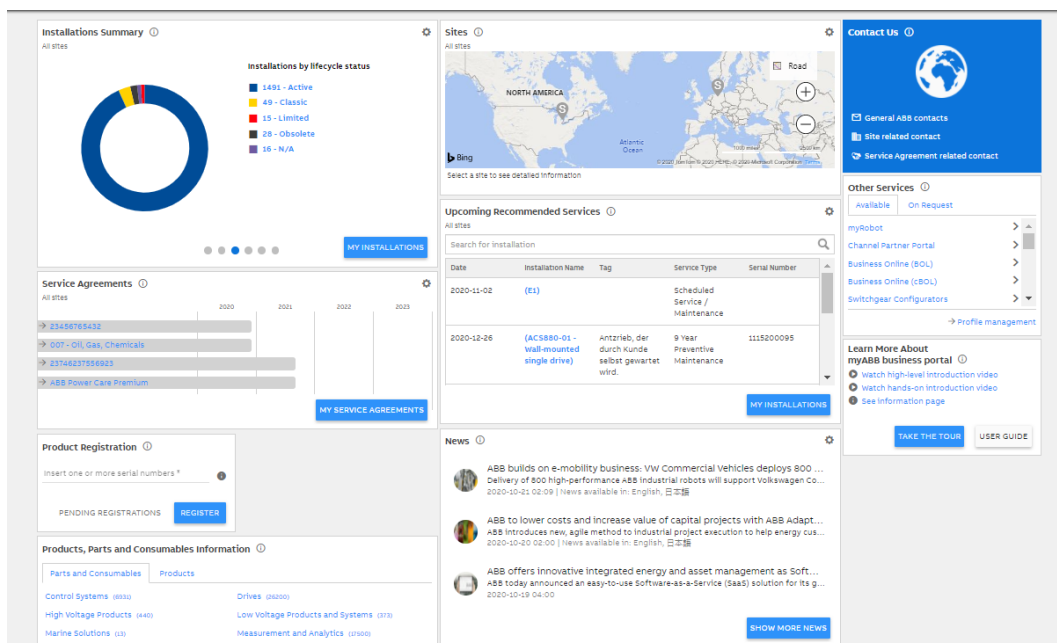 Installations Summary
All sites
Installations by lifecycle status
1491 - Active
49 - Classic
15 - Limited
28 - Obsolete
16 - N/A
MY INSTALLATIONS
Service Agreements
All sites
2020 2021 2022 2023
23456765432
007 - Oil, Gas, Chemicals
23746237556923
ABB Power Care Premium
MY SERVICE AGREEMENTS
Product Registration
Insert one or more serial numbers *
PENDING REGISTRATIONS REGISTER
Products, Parts and Consumables Information
Parts and Consumables Products
Control Systems (6931) Drives (26200)
High Voltage Products (440) Low Voltage Products and Systems (373)
Marine Solutions (13) Measurement and Analytics (17500)
Sites
All sites
Road
NORTH AMERICA
S
S
Atlantic
Ocean
Bing
1000 miles
© 2020 HERE, © 2020 Microsoft Corporation Terms
Select a site to see detailed information
Upcoming Recommended Services
All sites
Search for installation
Date Installation Name Tag Service Type Serial Number
2020-11-02 (E1) Scheduled
Service /
Maintenance
2020-12-26 (ACS880-01 - Antrieb, der 9 Year 1115200095
Wall-mounted durch Kunde Preventive
single drive) selbst gewartet Maintenance
wird.
MY INSTALLATIONS
News
ABB builds on e-mobility business: VW Commercial Vehicles deploys 800 ...
Delivery of 800 high-performance ABB industrial robots will support Volkswagen Co...
2020-10-21 02:09 | News available in: English, 日本語
ABB to lower costs and increase value of capital projects with ABB Adapt...
ABB introduces new, agile method to industrial project execution to help energy cus...
2020-10-20 02:00 | News available in: English, 日本語
ABB offers innovative integrated energy and asset management as Soft...
ABB today announced an easy-to-use Software-as-a-Service (SaaS) solution for its g...
2020-10-19 04:00
SHOW MORE NEWS
Contact Us
General ABB contacts
Site related contact
Service Agreement related contact
Other Services
Available On Request
myRobot
Channel Partner Portal
Business Online (BOL)
Business Online (cBOL)
Switchgear Configurators
Profile management
Learn More About
myABB business portal
Watch high-level introduction video
Watch hands-on introduction video
See information page
TAKE THE TOUR USER GUIDE